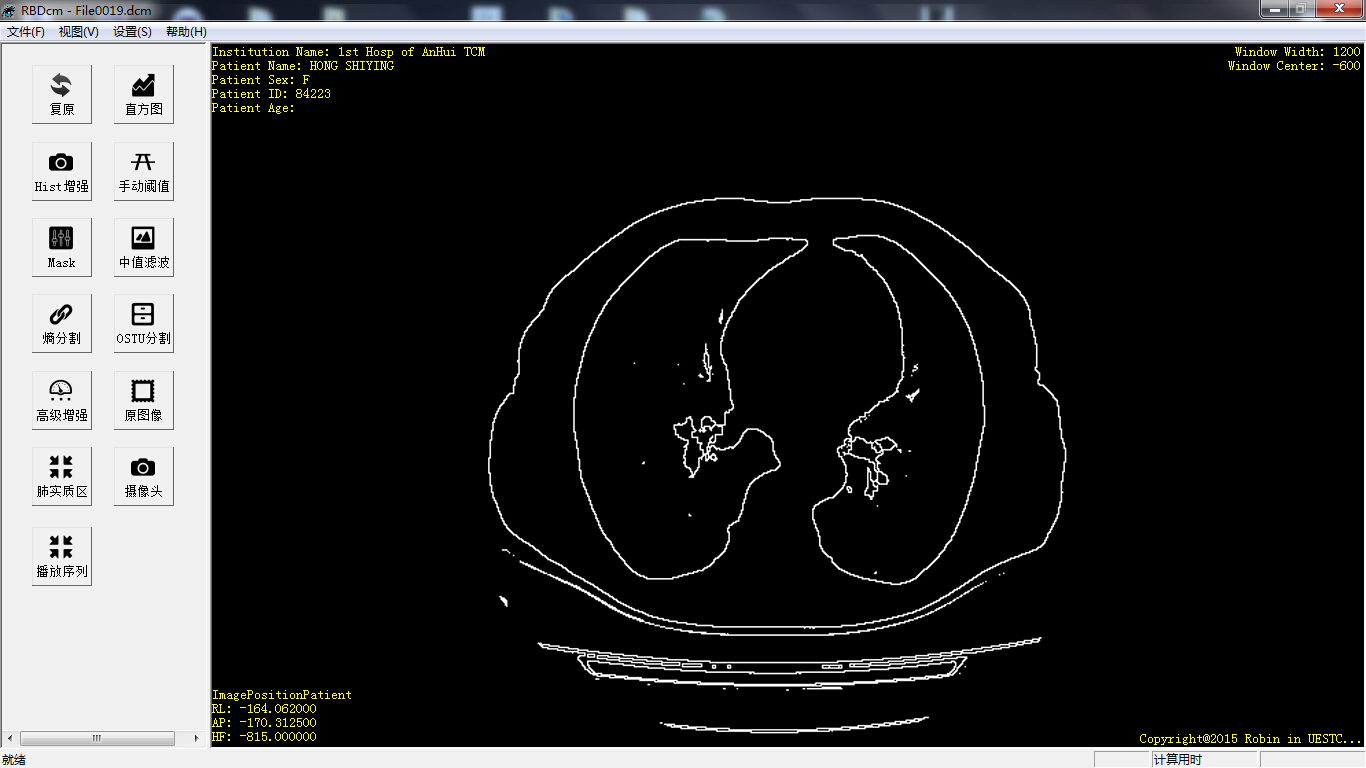 RBDcm - File0019.dcm
文件(F) 视图(V) 设置(S) 帮助(H)
复原
直方图
Hist增强
手动阈值
Mask
中值滤波
熵分割
OSTU分割
高级增强
原图像
肺实质区
摄像头
播放序列
Institution Name: 1st Hosp of AnHui TCM
Patient Name: HONG SHIYING
Patient Sex: F
Patient ID: 84223
Patient Age:
Window Width: 1200
Window Center: -600
ImagePositionPatient
RL: -164.062000
AP: -170.312500
HF: -815.000000
Copyright@2015 Robin in UESTC...
就绪
计算用时